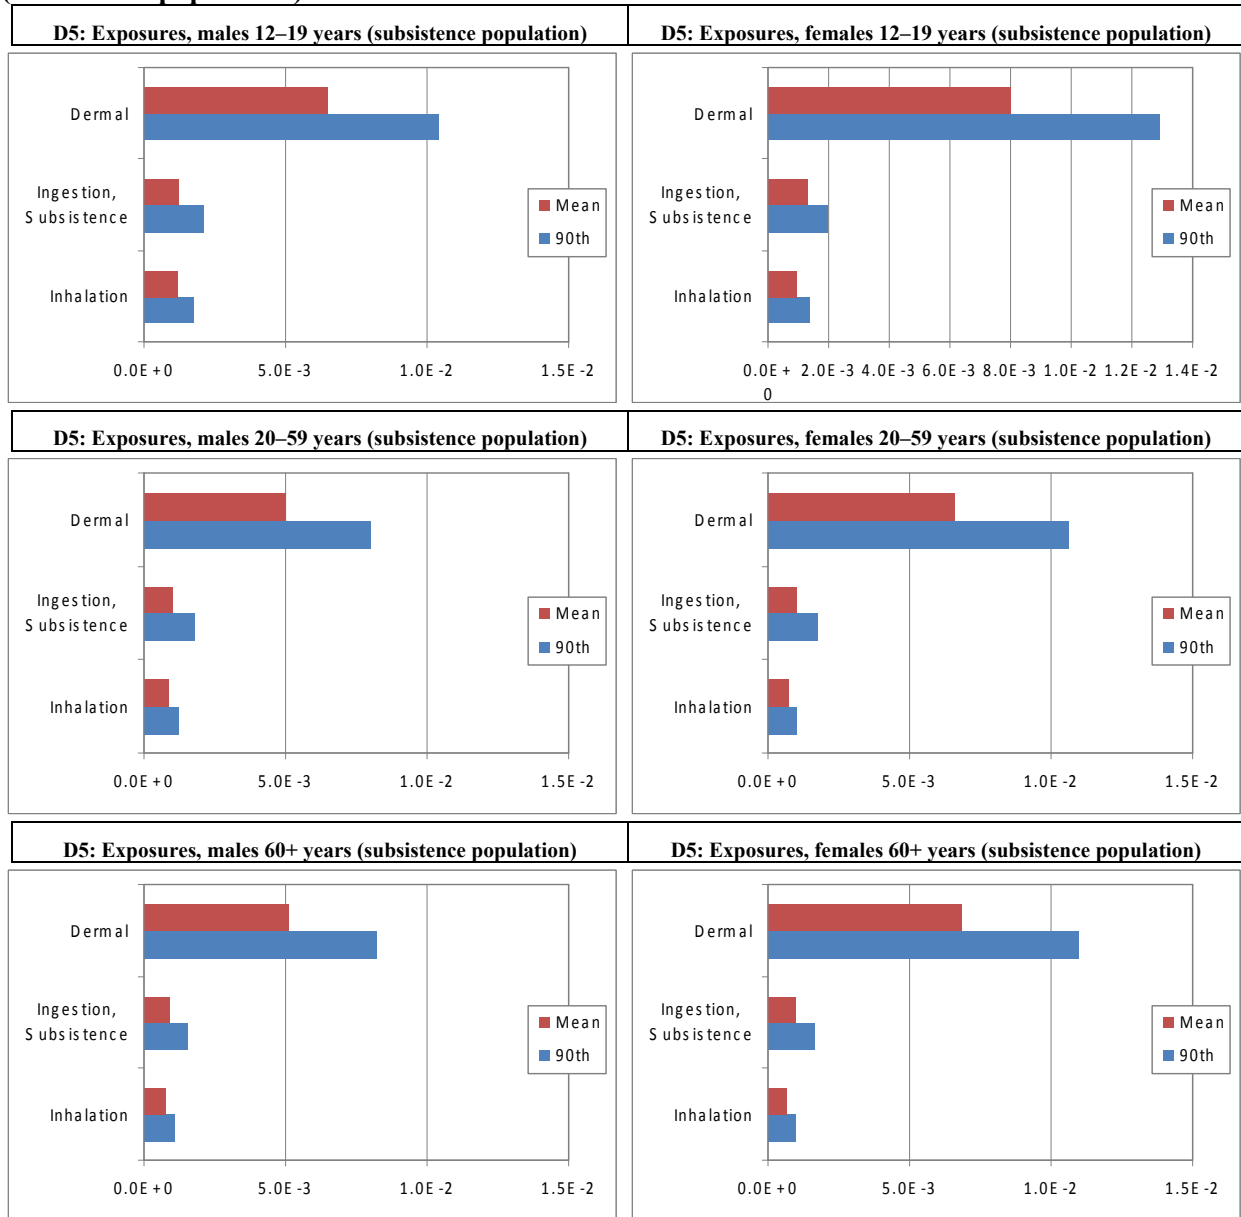 D5: Exposures, males 12–19 years (subsistence population)
D5: Exposures, females 12–19 years (subsistence population)
Dermal
Ingestion,
Subsistence
Inhalation
Mean
90th
0.0E+0 5.0E-3 1.0E-2 1.5E-2
Dermal
Ingestion,
Subsistence
Inhalation
Mean
90th
0.0E+ 2.0E-3 4.0E-3 6.0E-3 8.0E-3 1.0E-2 1.2E-2 1.4E-2
0
D5: Exposures, males 20–59 years (subsistence population)
D5: Exposures, females 20–59 years (subsistence population)
Dermal
Ingestion,
Subsistence
Inhalation
Mean
90th
0.0E+0 5.0E-3 1.0E-2 1.5E-2
Dermal
Ingestion,
Subsistence
Inhalation
Mean
90th
0.0E+0 5.0E-3 1.0E-2 1.5E-2
D5: Exposures, males 60+ years (subsistence population)
D5: Exposures, females 60+ years (subsistence population)
Dermal
Ingestion,
Subsistence
Inhalation
Mean
90th
0.0E+0 5.0E-3 1.0E-2 1.5E-2
Dermal
Ingestion,
Subsistence
Inhalation
Mean
90th
0.0E+0 5.0E-3 1.0E-2 1.5E-2